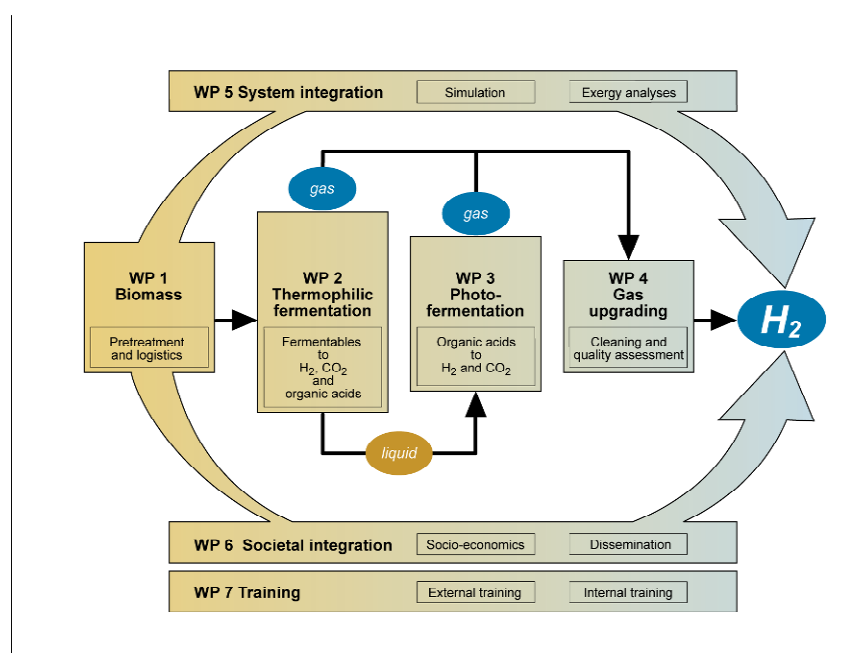 WP 5 System integration
Simulation
Exergy analyses
gas
gas
WP 1
Biomass
Pretreatment
and logistics
WP 2
Thermophilic
fermentation
Fermentables
to
H2, CO2
and
organic acids
WP 3
Photo-
fermentation
Organic acids
to
H2 and CO2
WP 4
Gas
upgrading
Cleaning and
quality assessment
H2
liquid
WP 6 Societal integration
Socio-economics
Dissemination
WP 7 Training
External training
Internal training